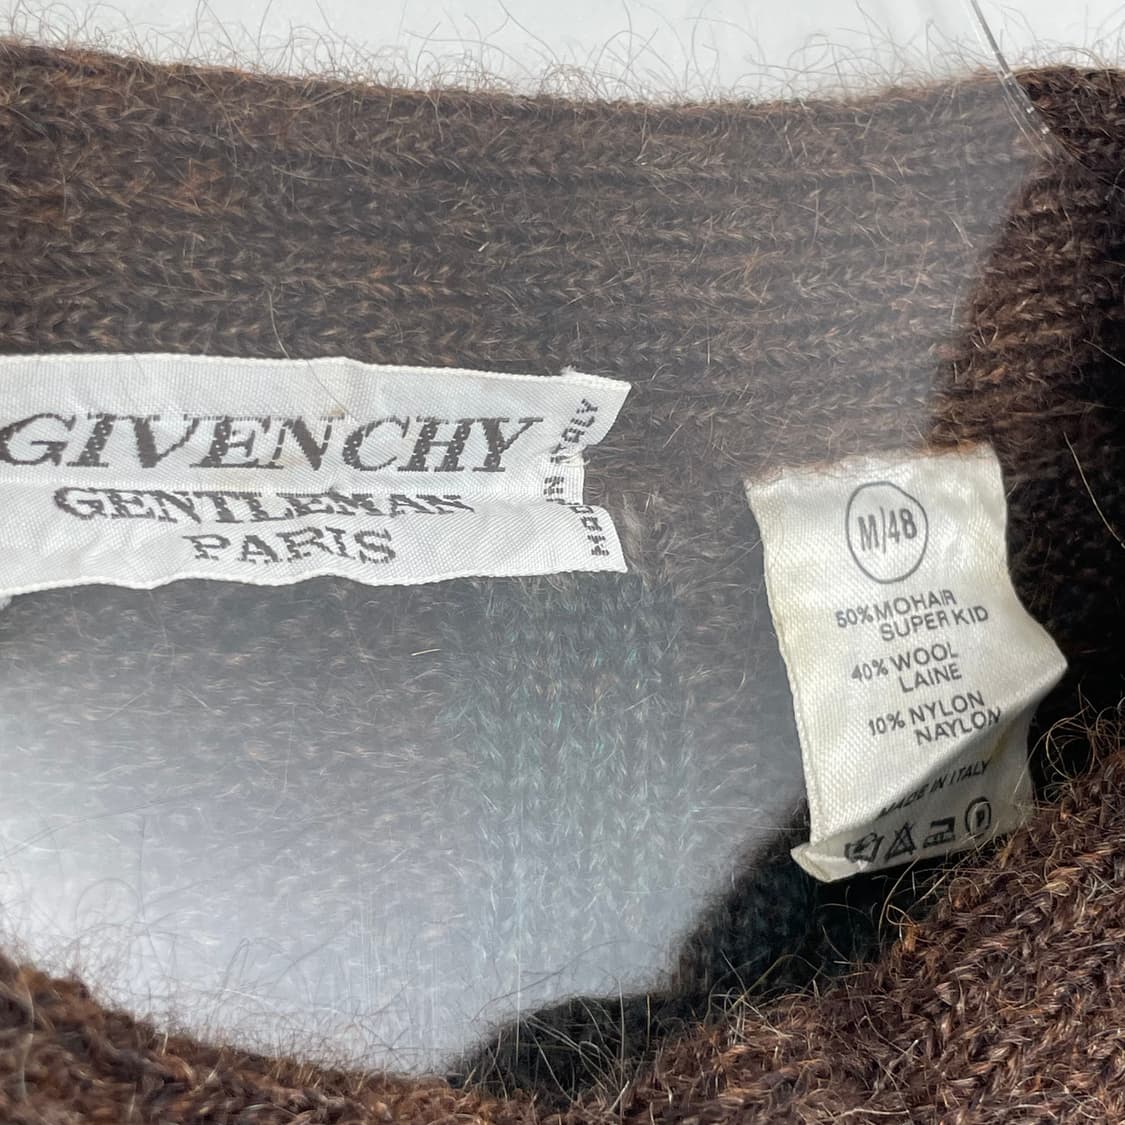 GIVENCHY
GENTLEMAN
PARIS
MADE IN ITALY
M/48
50% MOHAIR
SUPER KID
40% WOOL
LAINE
10% NYLON
NAYLON
MADE IN ITALY
P